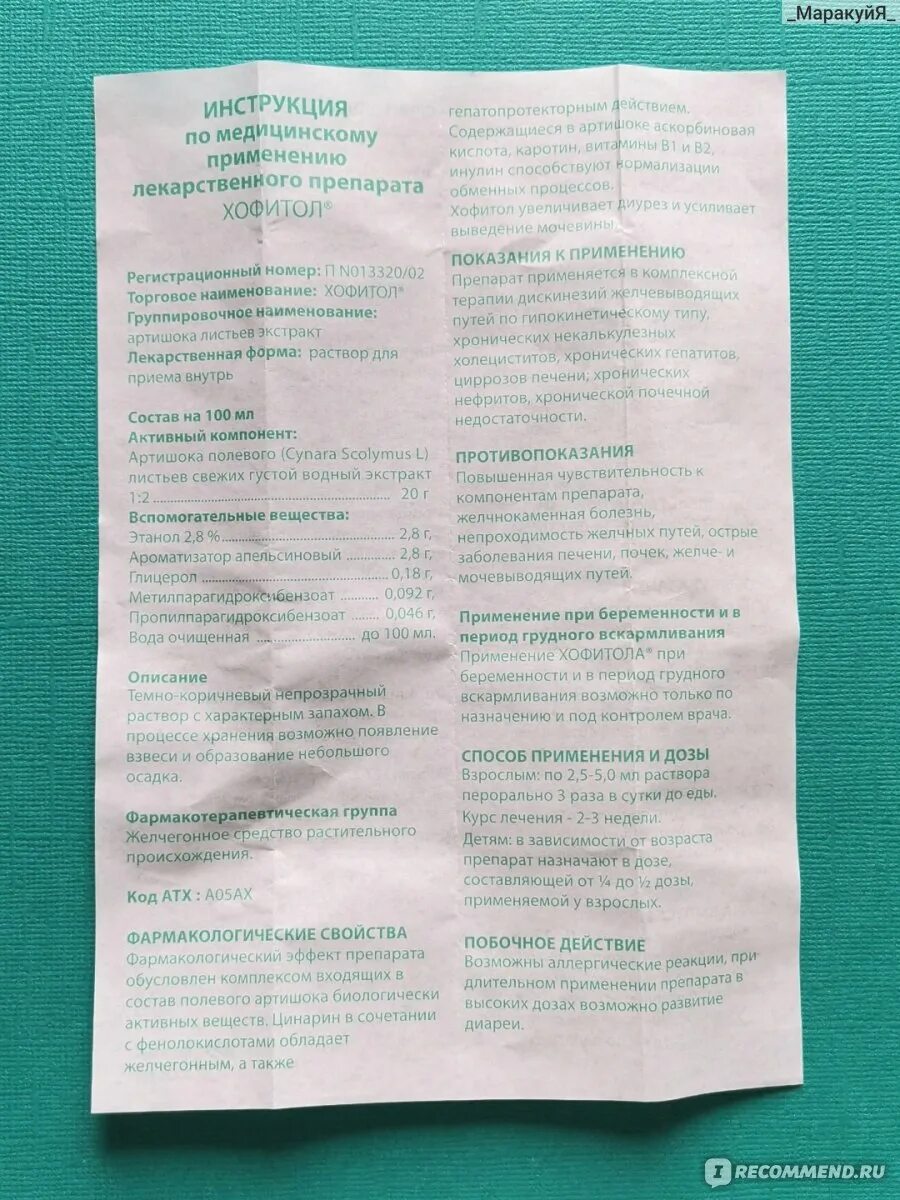 _МаракуйЯ_
ИНСТРУКЦИЯ
по медицинскому
применению
лекарственного препарата
ХОФИТОЛ®
Регистрационный номер: П N013320/02
Торговое наименование: ХОФИТОЛ®
Группировочное наименование:
артишока листьев экстракт
Лекарственная форма: раствор для
приема внутрь
Состав на 100 мл
Активный компонент:
Артишока полевого (Cynara Scolymus L)
листьев свежих густой водный экстракт
1:2 ........................................ 20 г
Вспомогательные вещества:
Этанол 2,8 % ............................. 2,8 г,
Ароматизатор апельсиновый ............ 2,8 г,
Глицерол ................................ 0,18 г,
Метилпарагидроксибензоат .......... 0,092 г,
Пропилпарагидроксибензоат ....... 0,046 г,
Вода очищенная .................. до 100 мл.
Описание
Темно-коричневый непрозрачный
раствор с характерным запахом. В
процессе хранения возможно появление
взвеси и образование небольшого
осадка.
Фармакотерапевтическая группа
Желчегонное средство растительного
происхождения.
Код АТХ : A05AX
ФАРМАКОЛОГИЧЕСКИЕ СВОЙСТВА
Фармакологический эффект препарата
обусловлен комплексом входящих в
состав полевого артишока биологически
активных веществ. Цинарин в сочетании
с фенолокислотами обладает
желчегонным, а также
гепатопротекторным действием.
Содержащиеся в артишоке аскорбиновая
кислота, каротин, витамины В1 и В2,
инулин способствуют нормализации
обменных процессов.
Хофитол увеличивает диурез и усиливает
выведение мочевины.
ПОКАЗАНИЯ К ПРИМЕНЕНИЮ
Препарат применяется в комплексной
терапии дискинезий желчевыводящих
путей по гипокинетическому типу,
хронических некалькулезных
холециститов, хронических гепатитов,
циррозов печени; хронических
нефритов, хронической почечной
недостаточности.
ПРОТИВОПОКАЗАНИЯ
Повышенная чувствительность к
компонентам препарата,
желчнокаменная болезнь,
непроходимость желчных путей, острые
заболевания печени, почек, желче- и
мочевыводящих путей.
Применение при беременности и в
период грудного вскармливания
Применение ХОФИТОЛА® при
беременности и в период грудного
вскармливания возможно только по
назначению и под контролем врача.
СПОСОБ ПРИМЕНЕНИЯ И ДОЗЫ
Взрослым: по 2,5-5,0 мл раствора
перорально 3 раза в сутки до еды.
Курс лечения - 2-3 недели.
Детям: в зависимости от возраста
препарат назначают в дозе,
составляющей от ¼ до ½ дозы,
применяемой у взрослых.
ПОБОЧНОЕ ДЕЙСТВИЕ
Возможны аллергические реакции, при
длительном применении препарата в
высоких дозах возможно развитие
диареи.
IRECOMMEND.RU